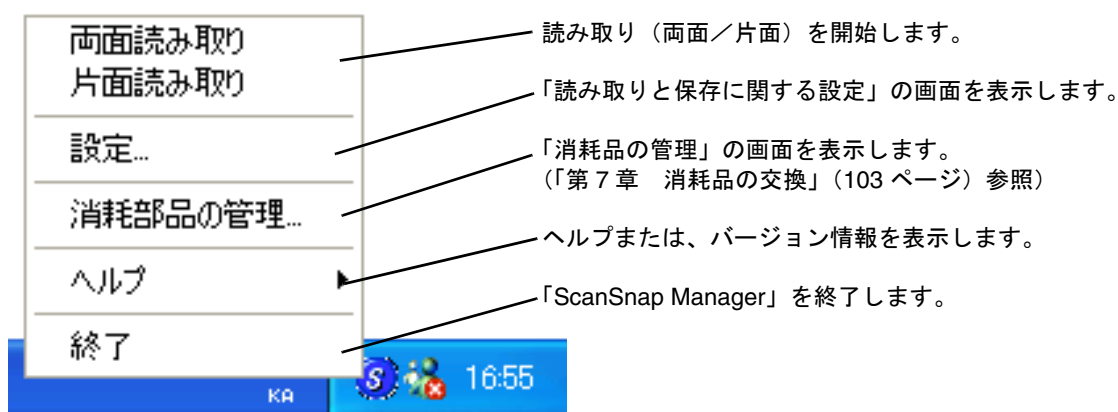 両面読み取り
片面読み取り
設定...
消耗部品の管理...
ヘルプ
終了
読み取り（両面／片面）を開始します。
「読み取りと保存に関する設定」の画面を表示します。
「消耗品の管理」の画面を表示します。
（「第７章　消耗品の交換」（103 ページ）参照）
ヘルプまたは、バージョン情報を表示します。
「ScanSnap Manager」を終了します。
KA
S
16:55